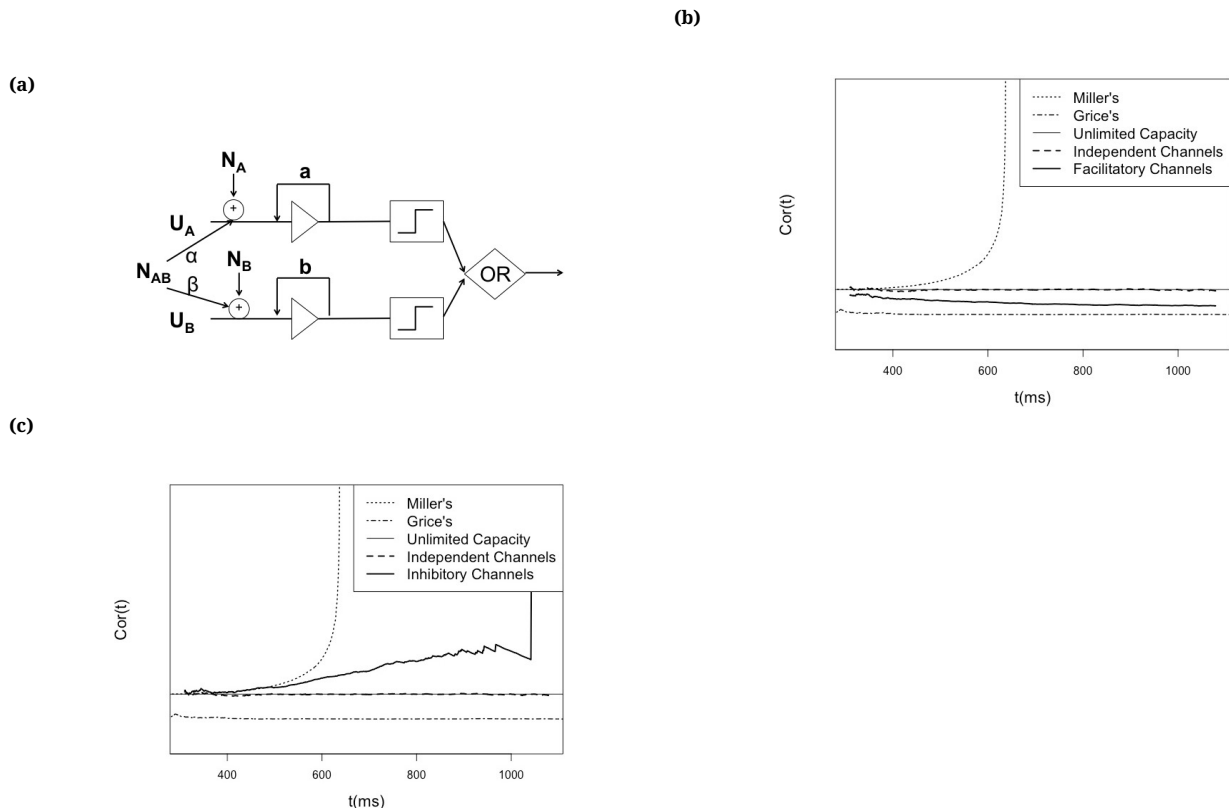 (a)
N_A
a
U_A
α
N_AB
N_B
β
b
U_B
OR
(b)
Miller's
Grice's
Unlimited Capacity
Independent Channels
Facilitatory Channels
Cor(t)
400 600 800 1000
t(ms)
(c)
Miller's
Grice's
Unlimited Capacity
Independent Channels
Inhibitory Channels
Cor(t)
400 600 800 1000
t(ms)